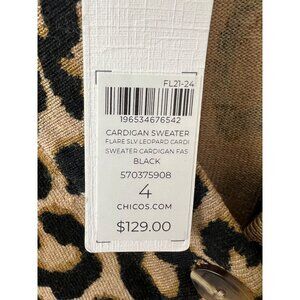 FL21-24
196534676542
CARDIGAN SWEATER
FLARE SLV LEOPARD CARDI
SWEATER CARDIGAN FAS
BLACK
570375908
4
CHICOS.COM
$129.00